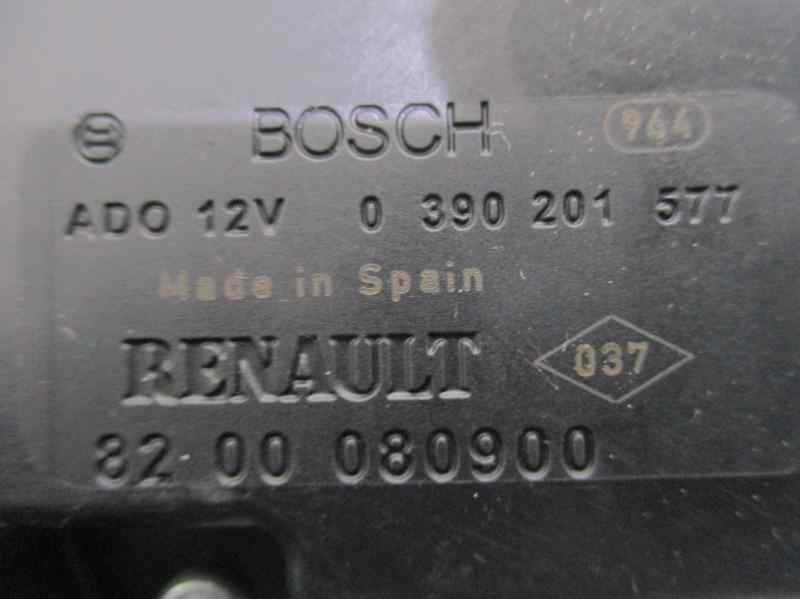 BOSCH 944
ADO 12V 0 390 201 577
Made in Spain
RENAULT 037
82 00 080900